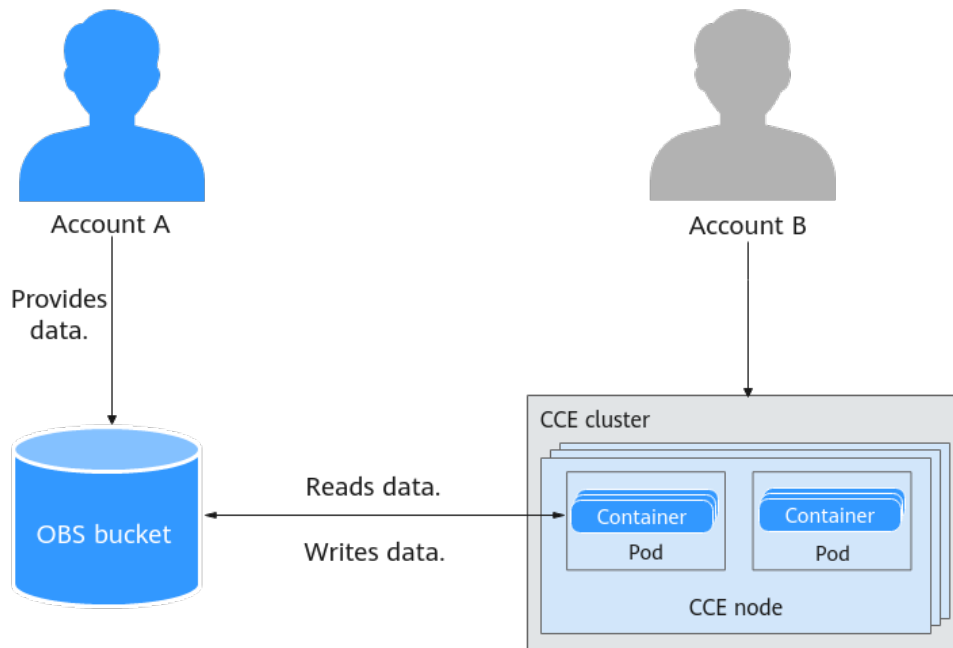 Account A
Account B
Provides
data.
CCE cluster
Reads data.
OBS bucket
Writes data.
Container
Pod
Container
Pod
CCE node